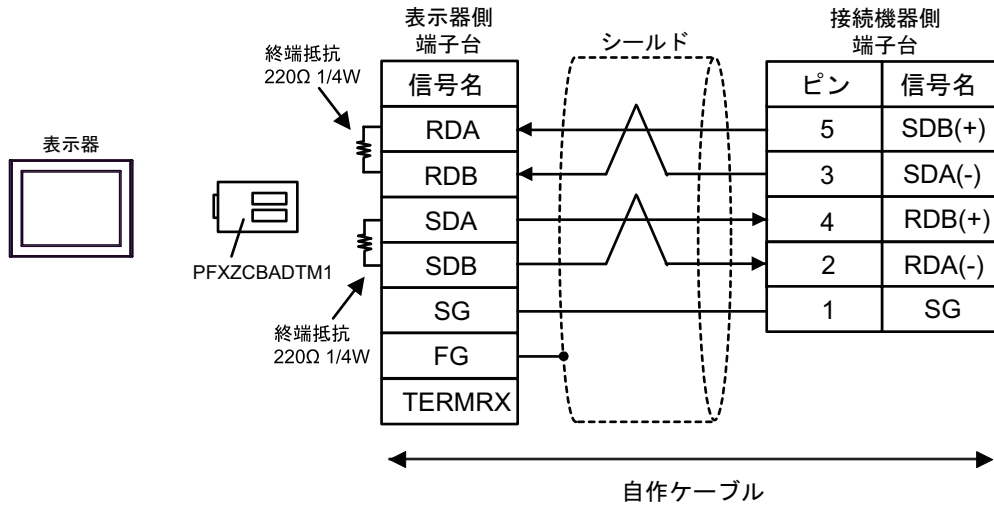 表示器側
端子台
接続機器側
端子台
シールド
終端抵抗
220Ω 1/4W
信号名
ピン 信号名
RDA 5 SDB(+)
RDB 3 SDA(-)
SDA 4 RDB(+)
SDB 2 RDA(-)
SG 1 SG
FG
TERMRX
表示器
PFXZCBADTM1
終端抵抗
220Ω 1/4W
自作ケーブル